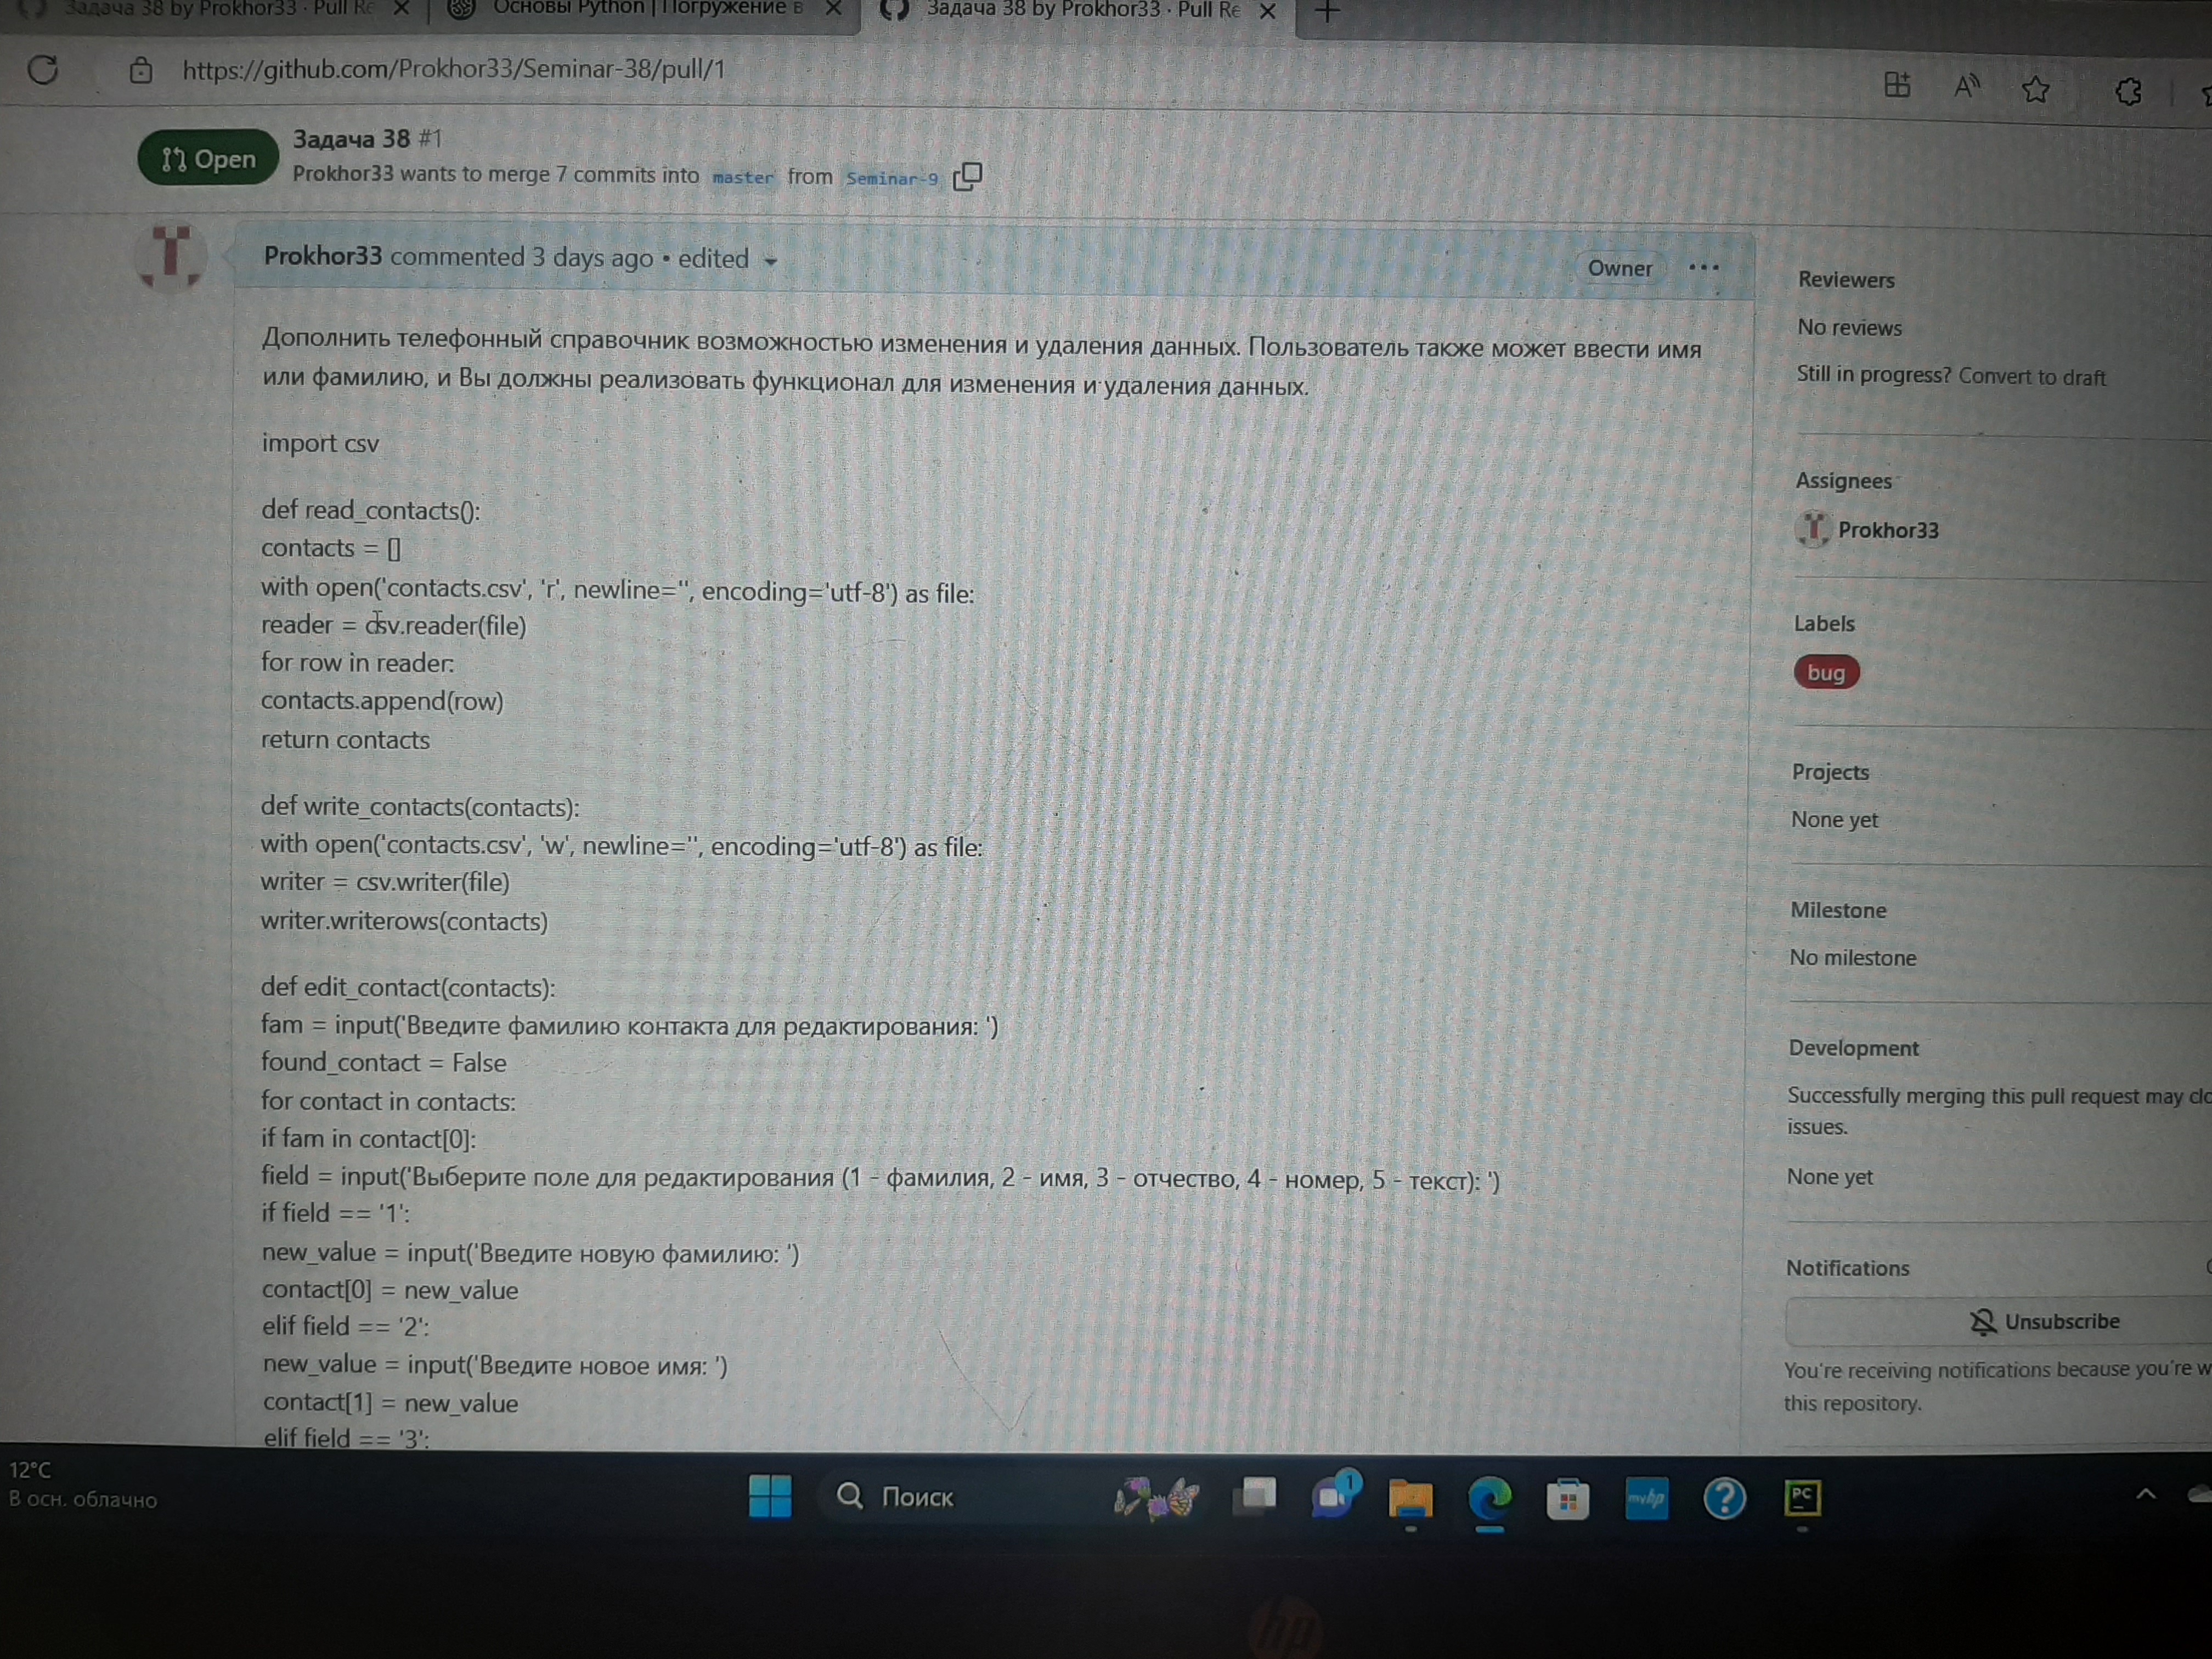 Задача 38 by Prokhor33 · Pull Re
Основы Python | Погружение в
Задача 38 by Prokhor33 · Pull Re
https://github.com/Prokhor33/Seminar-38/pull/1
Open
Задача 38 #1
Prokhor33 wants to merge 7 commits into master from Seminar-9
Prokhor33 commented 3 days ago • edited
Owner
Дополнить телефонный справочник возможностью изменения и удаления данных. Пользователь также может ввести имя
или фамилию, и Вы должны реализовать функционал для изменения и удаления данных.
import csv
def read_contacts():
contacts = []
with open('contacts.csv', 'r', newline='', encoding='utf-8') as file:
reader = csv.reader(file)
for row in reader:
contacts.append(row)
return contacts
def write_contacts(contacts):
with open('contacts.csv', 'w', newline='', encoding='utf-8') as file:
writer = csv.writer(file)
writer.writerows(contacts)
def edit_contact(contacts):
fam = input('Введите фамилию контакта для редактирования: ')
found_contact = False
for contact in contacts:
if fam in contact[0]:
field = input('Выберите поле для редактирования (1 - фамилия, 2 - имя, 3 - отчество, 4 - номер, 5 - текст): ')
if field == '1':
new_value = input('Введите новую фамилию: ')
contact[0] = new_value
elif field == '2':
new_value = input('Введите новое имя: ')
contact[1] = new_value
elif field == '3':
Reviewers
No reviews
Still in progress? Convert to draft
Assignees
Prokhor33
Labels
bug
Projects
None yet
Milestone
No milestone
Development
Successfully merging this pull request may clo
issues.
None yet
Notifications
Unsubscribe
You're receiving notifications because you're w
this repository.
12°C
В осн. облачно
Поиск
1
myhp
PC
hp